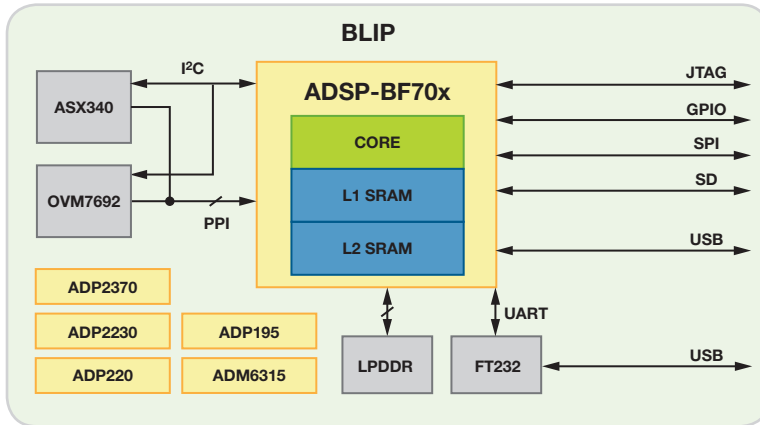 BLIP
I²C
ASX340
OVM7692
PPI
ADSP-BF70x
CORE
L1 SRAM
L2 SRAM
JTAG
GPIO
SPI
SD
USB
ADP2370
ADP2230
ADP195
ADP220
ADM6315
LPDDR
UART
FT232
USB